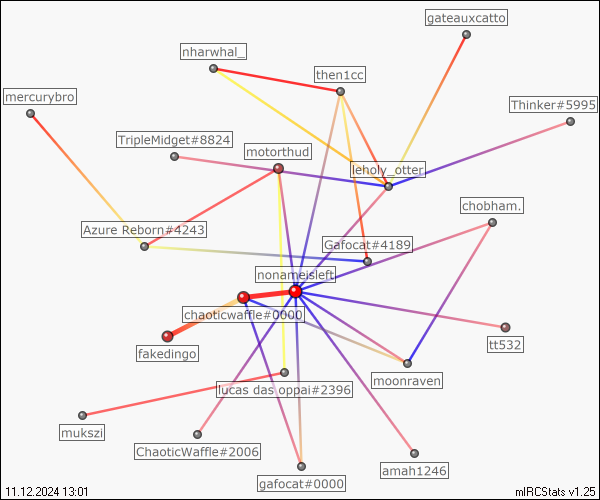 gateauxcatto
nharwhal_
then1cc
mercurybro
Thinker#5995
TripleMidget#8824
motorthud
leholy_otter
chobham.
Azure Reborn#4243
Gafocat#4189
nonameisleft
chaoticwaffle#0000
tt532
fakedingo
moonraven
lucas das oppai#2396
mukszi
ChaoticWaffle#2006
amah1246
gafocat#0000
11.12.2024 13:01
mIRCStats v1.25